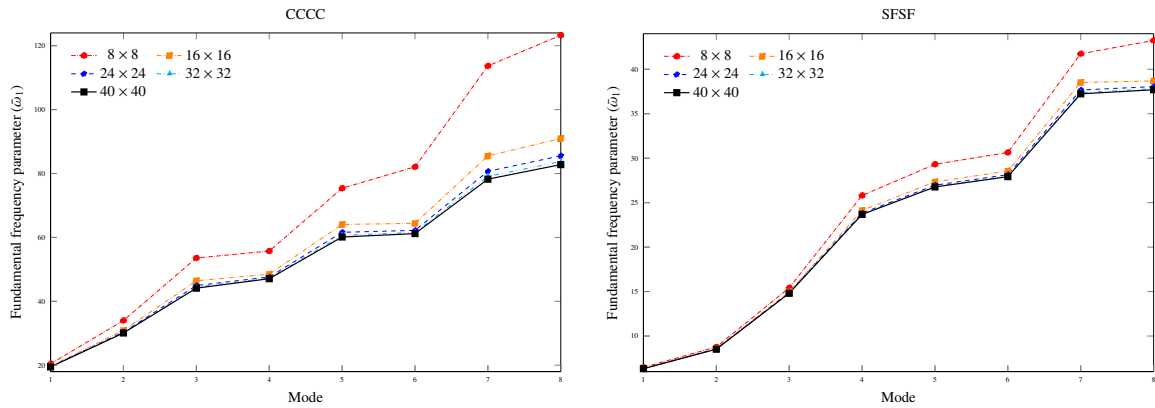 CCCC
8 × 8
16 × 16
24 × 24
32 × 32
40 × 40
120
100
80
60
40
20
1 2 3 4 5 6 7 8
Mode
Fundamental frequency parameter (ω̄₁)
SFSF
8 × 8
16 × 16
24 × 24
32 × 32
40 × 40
40
35
30
25
20
15
10
1 2 3 4 5 6 7 8
Mode
Fundamental frequency parameter (ω̄₁)